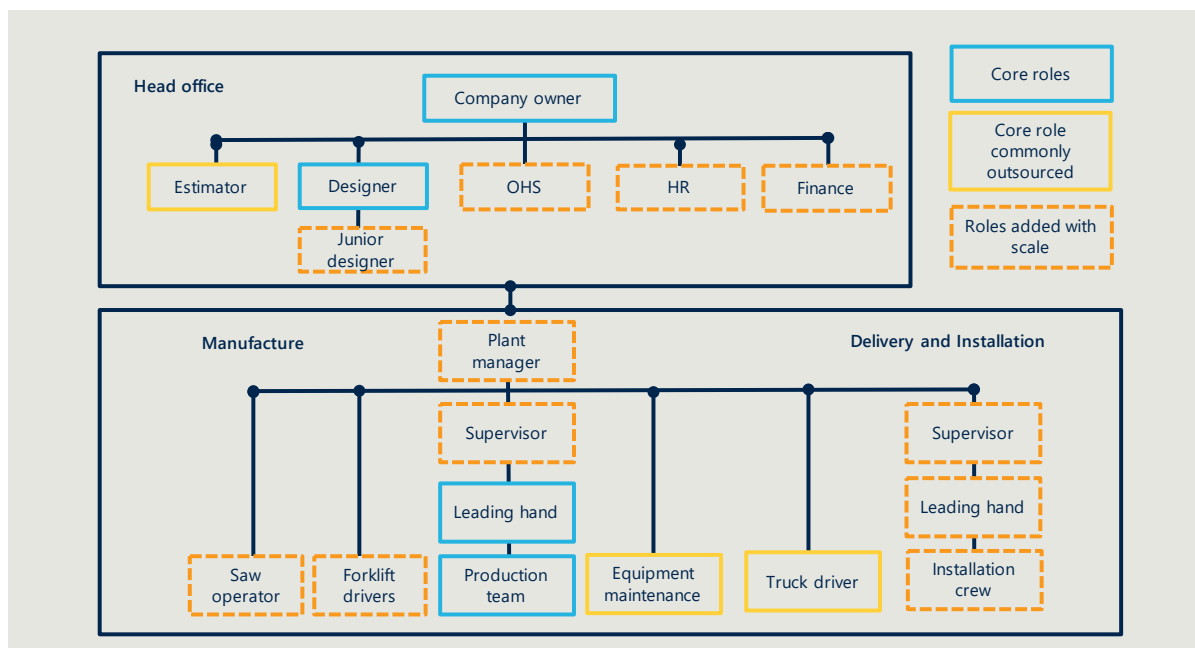 Head office
Company owner
Core roles
Core role
commonly
outsourced
Estimator
Designer
OHS
HR
Finance
Junior
designer
Roles added with
scale
Manufacture
Plant
manager
Delivery and Installation
Supervisor
Supervisor
Leading hand
Leading hand
Saw
operator
Forklift
drivers
Production
team
Equipment
maintenance
Truck driver
Installation
crew